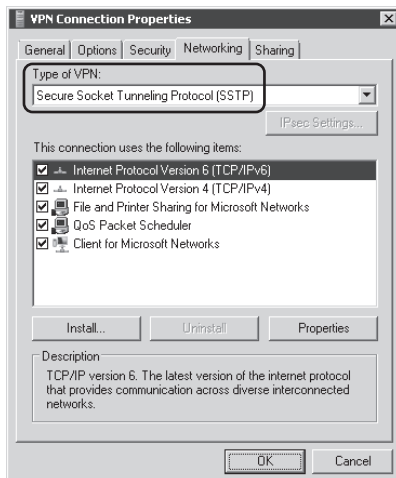 VPN Connection Properties
General Options Security Networking Sharing
Type of VPN:
Secure Socket Tunneling Protocol (SSTP)
IPsec Settings...
This connection uses the following items:
Internet Protocol Version 6 (TCP/IPv6)
Internet Protocol Version 4 (TCP/IPv4)
File and Printer Sharing for Microsoft Networks
QoS Packet Scheduler
Client for Microsoft Networks
Install... Uninstall Properties
Description
TCP/IP version 6. The latest version of the internet protocol
that provides communication across diverse interconnected
networks.
OK Cancel